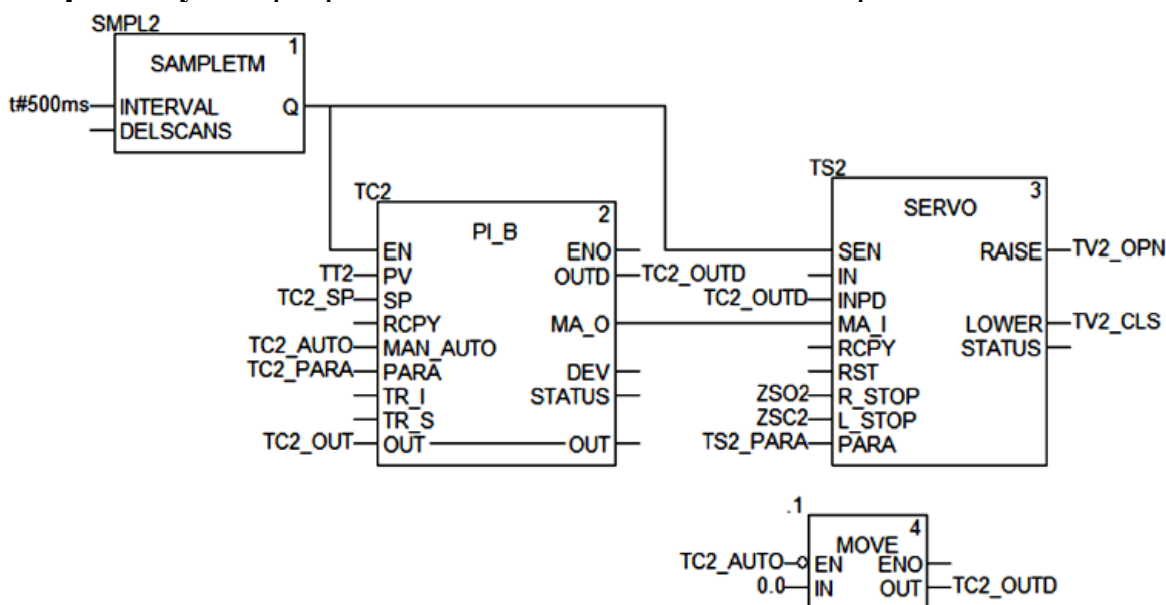 SMPL2
1
SAMPLETM
t#500ms INTERVAL Q
DELSCANS
TC2
2
PI_B
EN ENO
TT2 PV OUTD TC2_OUTD
TC2_SP SP
RCPY MA_O
TC2_AUTO MAN_AUTO
TC2_PARA PARA DEV
TR_I STATUS
TR_S
TC2_OUT OUT OUT
TS2
3
SERVO
SEN RAISE TV2_OPN
IN
TC2_OUTD INPD
MA_I LOWER TV2_CLS
RCPY STATUS
RST
ZSO2 R_STOP
ZSC2 L_STOP
TS2_PARA PARA
.1
4
MOVE
TC2_AUTO EN ENO
0.0 IN OUT TC2_OUTD